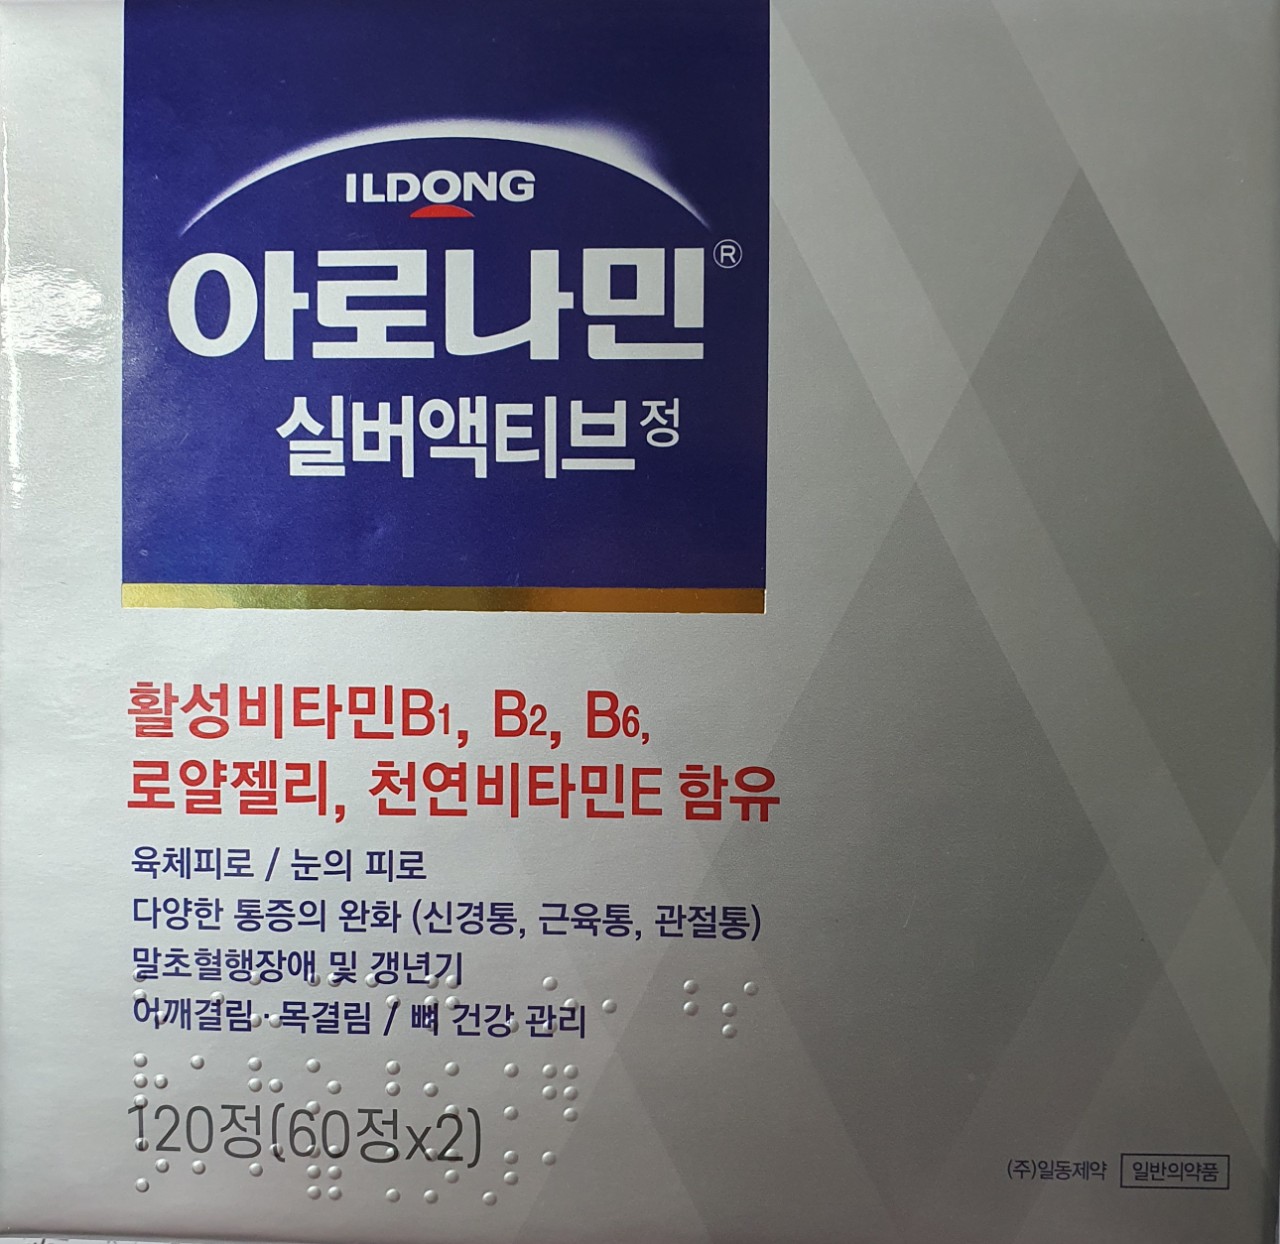 ILDONG
아로나민®
실버액티브정
활성비타민B1, B2, B6,
로얄젤리, 천연비타민E 함유
육체피로 / 눈의 피로
다양한 통증의 완화 (신경통, 근육통, 관절통)
말초혈행장애 및 갱년기
어깨결림·목결림 / 뼈 건강 관리
120정(60정x2)
(주)일동제약 일반의약품